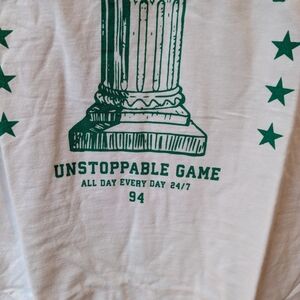 UNSTOPPABLE GAME
ALL DAY EVERY DAY 24/7
94